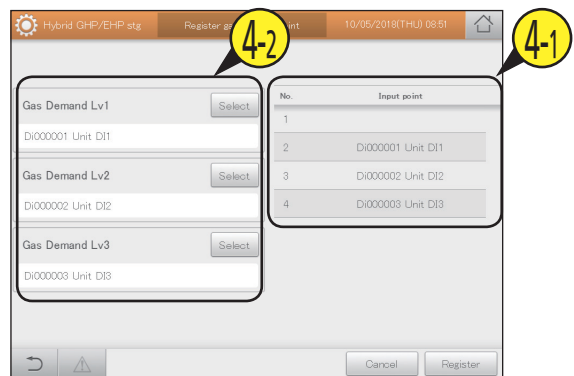 Hybrid GHP/EHP stg
Register ga
int
10/05/2018(THU) 08:51
4-2
4-1
Gas Demand Lv1
Select
Di000001 Unit DI1
Gas Demand Lv2
Select
Di000002 Unit DI2
Gas Demand Lv3
Select
Di000003 Unit DI3
No. Input point
1
2 Di000001 Unit DI1
3 Di000002 Unit DI2
4 Di000003 Unit DI3
Cancel
Register